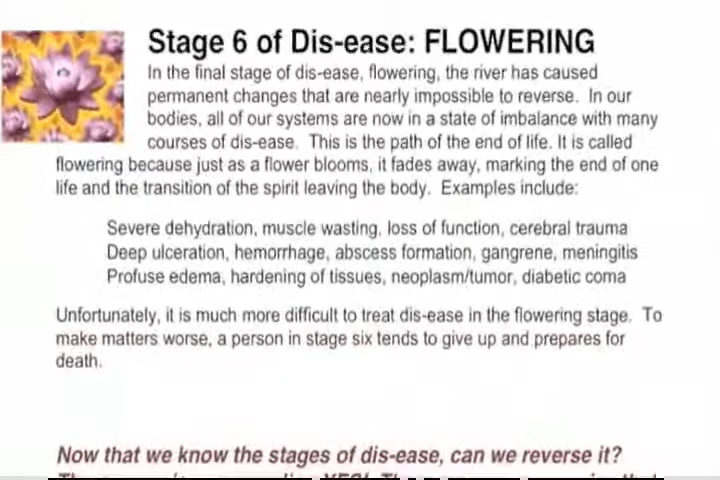 Stage 6 of Dis-ease: FLOWERING
In the final stage of dis-ease, flowering, the river has caused
permanent changes that are nearly impossible to reverse. In our
bodies, all of our systems are now in a state of imbalance with many
courses of dis-ease. This is the path of the end of life. It is called
flowering because just as a flower blooms, it fades away, marking the end of one
life and the transition of the spirit leaving the body. Examples include:
Severe dehydration, muscle wasting, loss of function, cerebral trauma
Deep ulceration, hemorrhage, abscess formation, gangrene, meningitis
Profuse edema, hardening of tissues, neoplasm/tumor, diabetic coma
Unfortunately, it is much more difficult to treat dis-ease in the flowering stage. To
make matters worse, a person in stage six tends to give up and prepares for
death.
Now that we know the stages of dis-ease, can we reverse it?